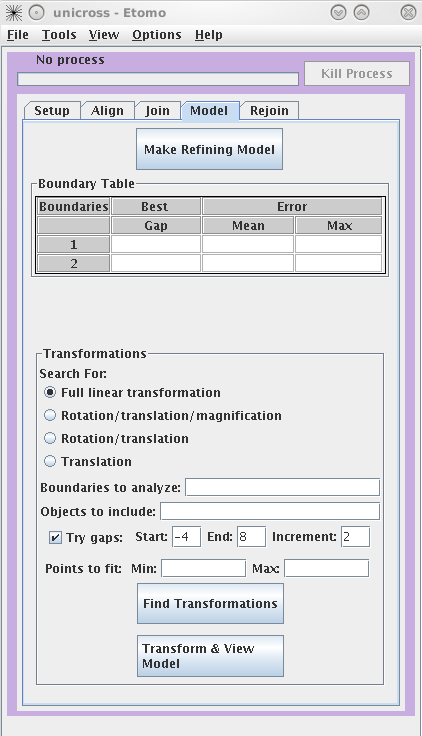 unicross - Etomo
File Tools View Options Help
No process
Kill Process
Setup Align Join Model Rejoin
Make Refining Model
Boundary Table
Boundaries Best Error
Gap Mean Max
1
2
Transformations
Search For:
Full linear transformation
Rotation/translation/magnification
Rotation/translation
Translation
Boundaries to analyze:
Objects to include:
Try gaps: Start: -4 End: 8 Increment: 2
Points to fit: Min: Max:
Find Transformations
Transform & View
Model